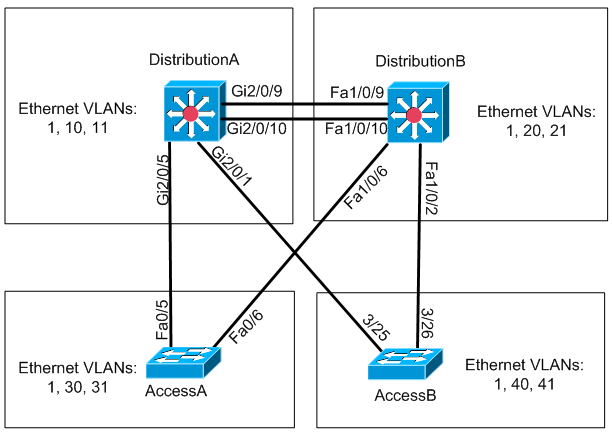 DistributionA
DistributionB
Ethernet VLANs:
1, 10, 11
Gi2/0/9
Fa1/0/9
Gi2/0/10
Fa1/0/10
Ethernet VLANs:
1, 20, 21
Gi2/0/5
Gi2/0/1
Fa1/0/6
Fa1/0/2
Fa0/5
Fa0/6
3/25
3/26
Ethernet VLANs:
1, 30, 31
AccessA
AccessB
Ethernet VLANs:
1, 40, 41